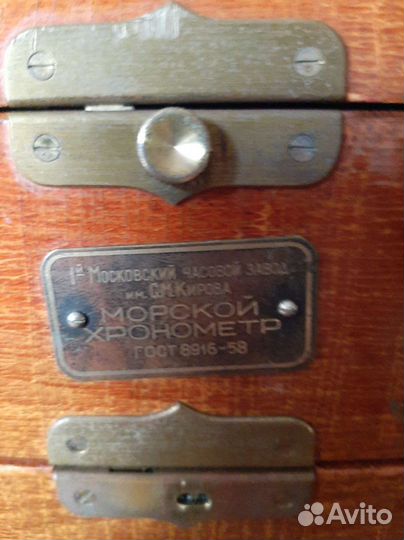 1й Московский часовой завод
им. С.М.Кирова
МОРСКОЙ
ХРОНОМЕТР
ГОСТ 8916-58
Avito